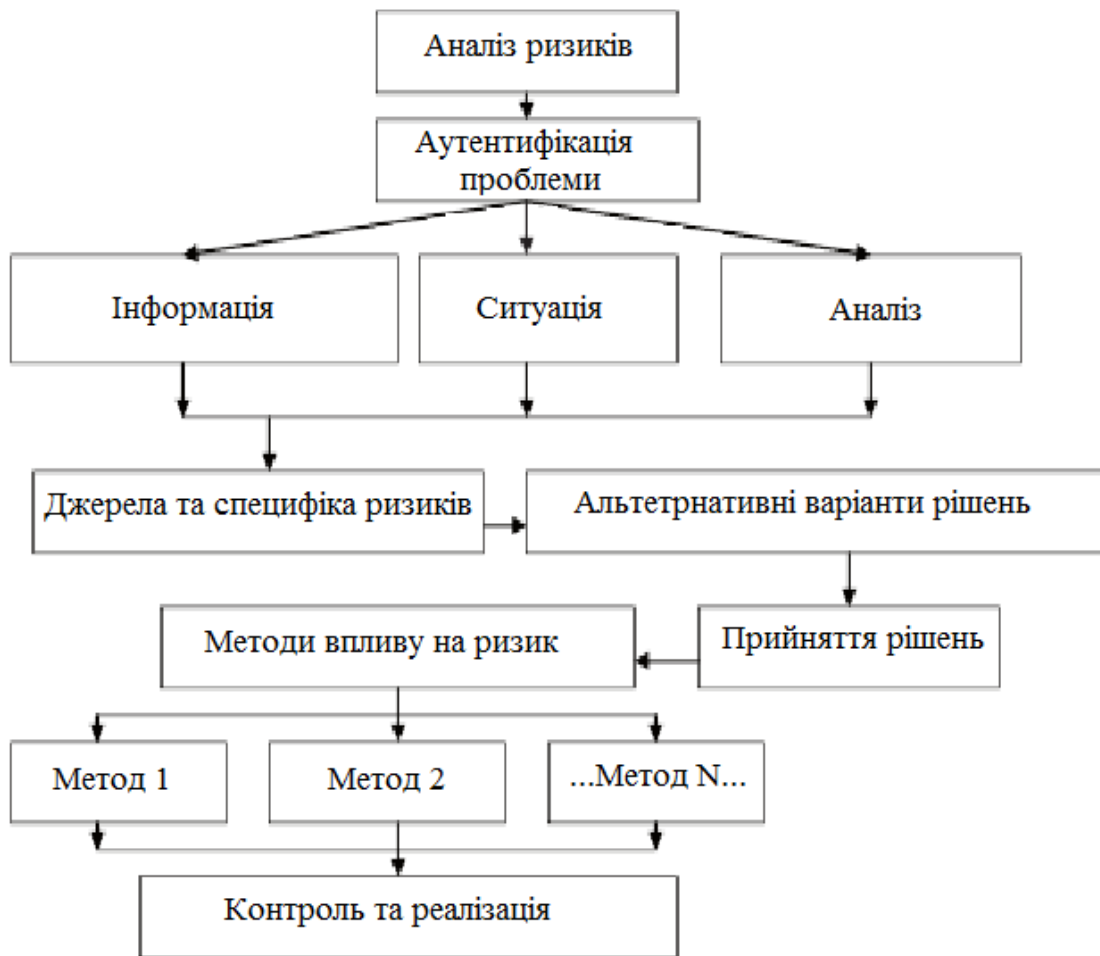 Аналіз ризиків
Аутентифікація
проблеми
Інформація
Ситуація
Аналіз
Джерела та специфіка ризиків
Альтетрнативні варіанти рішень
Методи впливу на ризик
Прийняття рішень
Метод 1
Метод 2
...Метод N...
Контроль та реалізація